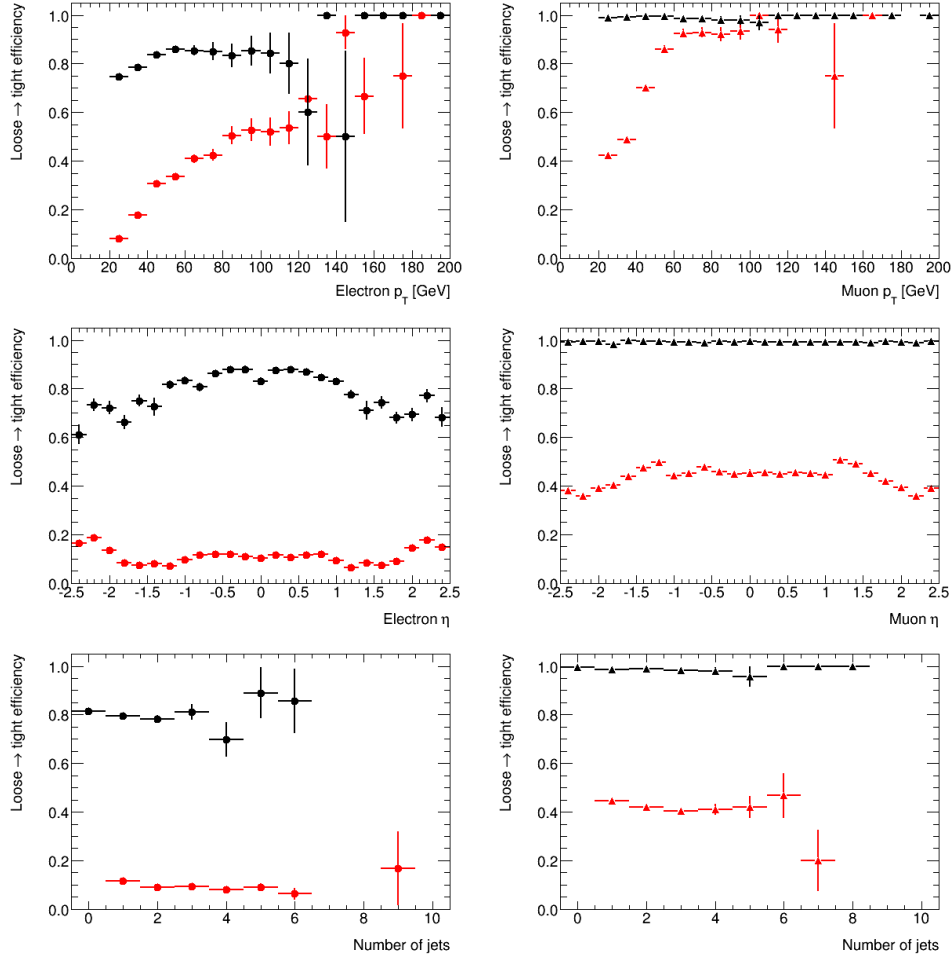 Loose → tight efficiency
1.0
0.8
0.6
0.4
0.2
0.0
0 20 40 60 80 100 120 140 160 180 200
Electron p_T [GeV]
Loose → tight efficiency
1.0
0.8
0.6
0.4
0.2
0.0
0 20 40 60 80 100 120 140 160 180 200
Muon p_T [GeV]
Loose → tight efficiency
1.0
0.8
0.6
0.4
0.2
0.0
-2.5 -2 -1.5 -1 -0.5 0 0.5 1 1.5 2 2.5
Electron η
Loose → tight efficiency
1.0
0.8
0.6
0.4
0.2
0.0
-2.5 -2 -1.5 -1 -0.5 0 0.5 1 1.5 2 2.5
Muon η
Loose → tight efficiency
1.0
0.8
0.6
0.4
0.2
0.0
0 2 4 6 8 10
Number of jets
Loose → tight efficiency
1.0
0.8
0.6
0.4
0.2
0.0
0 2 4 6 8 10
Number of jets